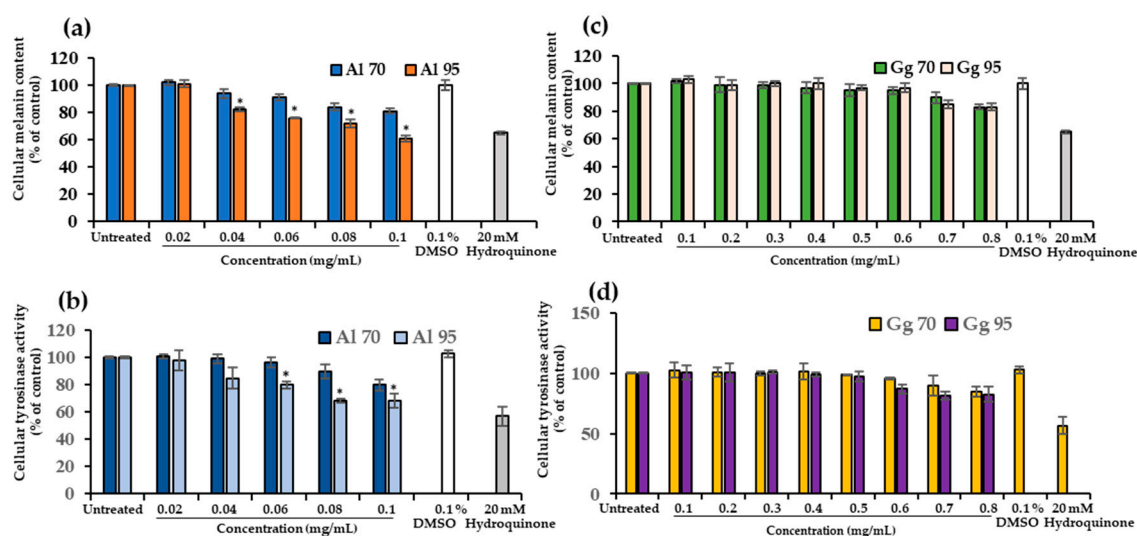 (a)
Cellular melanin content
(% of control)
120
100
80
60
40
20
0
Al 70 Al 95
* * * *
Untreated 0.02 0.04 0.06 0.08 0.1 0.1 % 20 mM
DMSO Hydroquinone
Concentration (mg/mL)
(c)
Cellular melanin content
(% of control)
120
100
80
60
40
20
0
Gg 70 Gg 95
Untreated 0.1 0.2 0.3 0.4 0.5 0.6 0.7 0.8 0.1 % 20 mM
DMSO Hydroquinone
Concentration (mg/mL)
(b)
Cellular tyrosinase activity
(% of control)
120
100
80
60
40
20
0
Al 70 Al 95
* * *
Untreated 0.02 0.04 0.06 0.08 0.1 0.1 % 20 mM
DMSO Hydroquinone
Concentration (mg/mL)
(d)
Cellular tyrosinase activity
(% of control)
150
100
50
0
Gg 70 Gg 95
Untreated 0.1 0.2 0.3 0.4 0.5 0.6 0.7 0.8 0.1% 20 mM
DMSO Hydroquinone
Concentration (mg/mL)